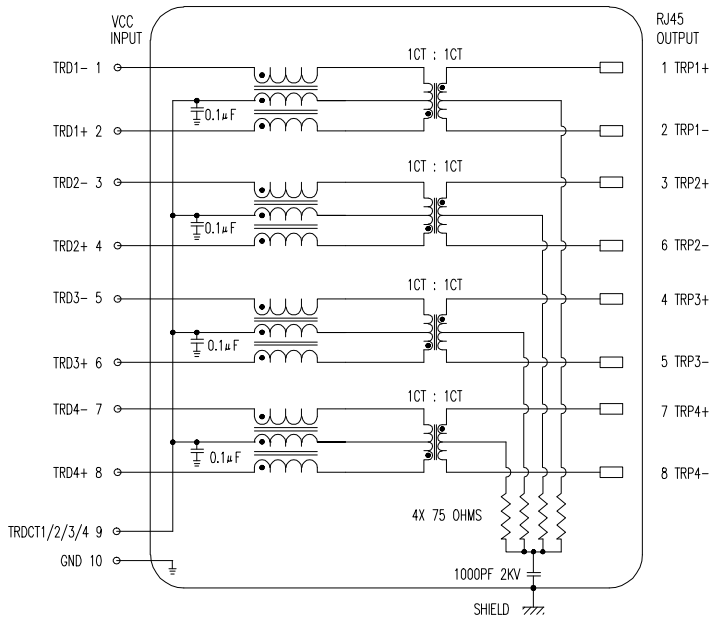 VCC
INPUT
RJ45
OUTPUT
1CT : 1CT
TRD1- 1
1 TRP1+
0.1µF
TRD1+ 2
2 TRP1-
1CT : 1CT
TRD2- 3
3 TRP2+
0.1µF
TRD2+ 4
6 TRP2-
1CT : 1CT
TRD3- 5
4 TRP3+
0.1µF
TRD3+ 6
5 TRP3-
1CT : 1CT
TRD4- 7
7 TRP4+
0.1µF
TRD4+ 8
8 TRP4-
4X 75 OHMS
TRDCT1/2/3/4 9
GND 10
1000PF 2KV
SHIELD